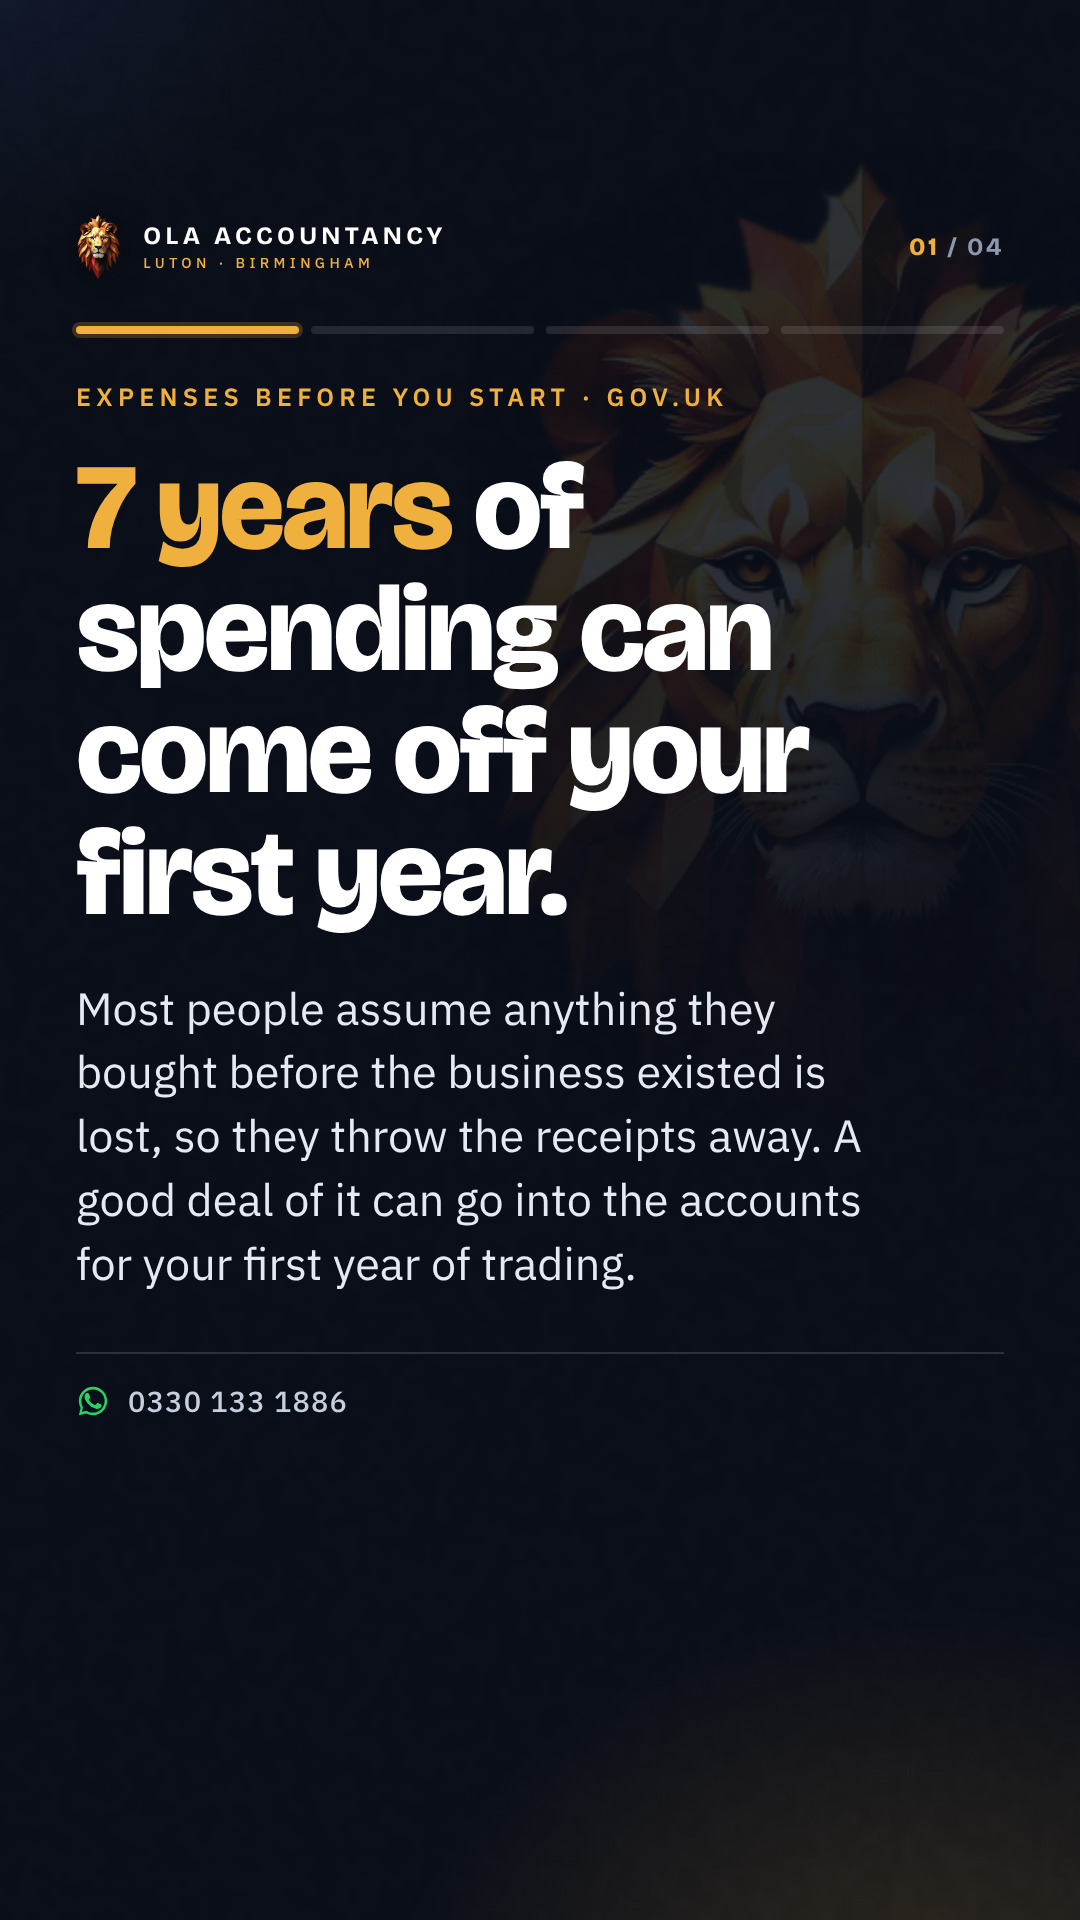 OLA ACCOUNTANCY
LUTON · BIRMINGHAM
01 / 04
EXPENSES BEFORE YOU START · GOV.UK
7 years of
spending can
come off your
first year.
Most people assume anything they
bought before the business existed is
lost, so they throw the receipts away. A
good deal of it can go into the accounts
for your first year of trading.
0330 133 1886